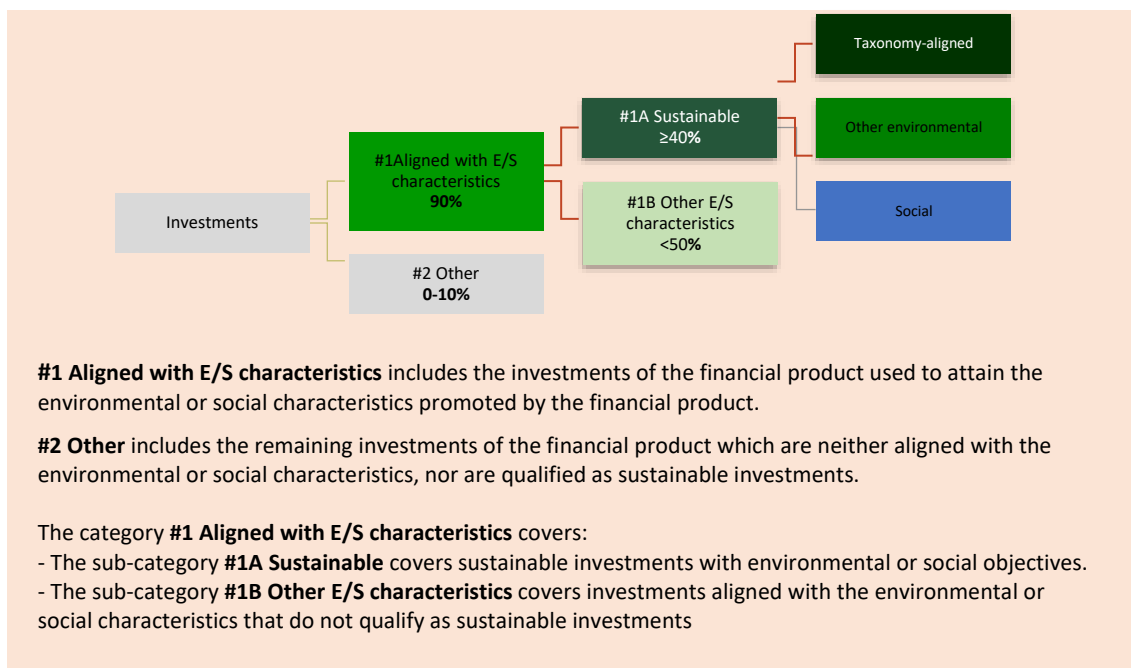 Taxonomy-aligned
#1A Sustainable
≥40%
Other environmental
#1Aligned with E/S
characteristics
90%
#1B Other E/S
characteristics
<50%
Social
Investments
#2 Other
0-10%
#1 Aligned with E/S characteristics includes the investments of the financial product used to attain the
environmental or social characteristics promoted by the financial product.
#2 Other includes the remaining investments of the financial product which are neither aligned with the
environmental or social characteristics, nor are qualified as sustainable investments.
The category #1 Aligned with E/S characteristics covers:
- The sub-category #1A Sustainable covers sustainable investments with environmental or social objectives.
- The sub-category #1B Other E/S characteristics covers investments aligned with the environmental or
social characteristics that do not qualify as sustainable investments